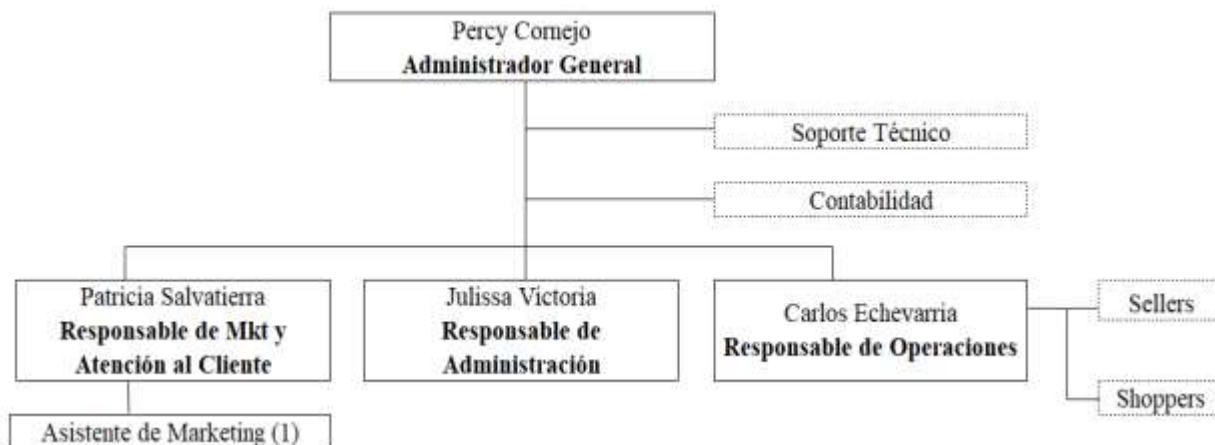 Percy Cornejo
Administrador General
Soporte Técnico
Contabilidad
Patricia Salvatierra
Responsable de Mkt y
Atención al Cliente
Julissa Victoria
Responsable de
Administración
Carlos Echevarria
Responsable de Operaciones
Sellers
Shoppers
Asistente de Marketing (1)